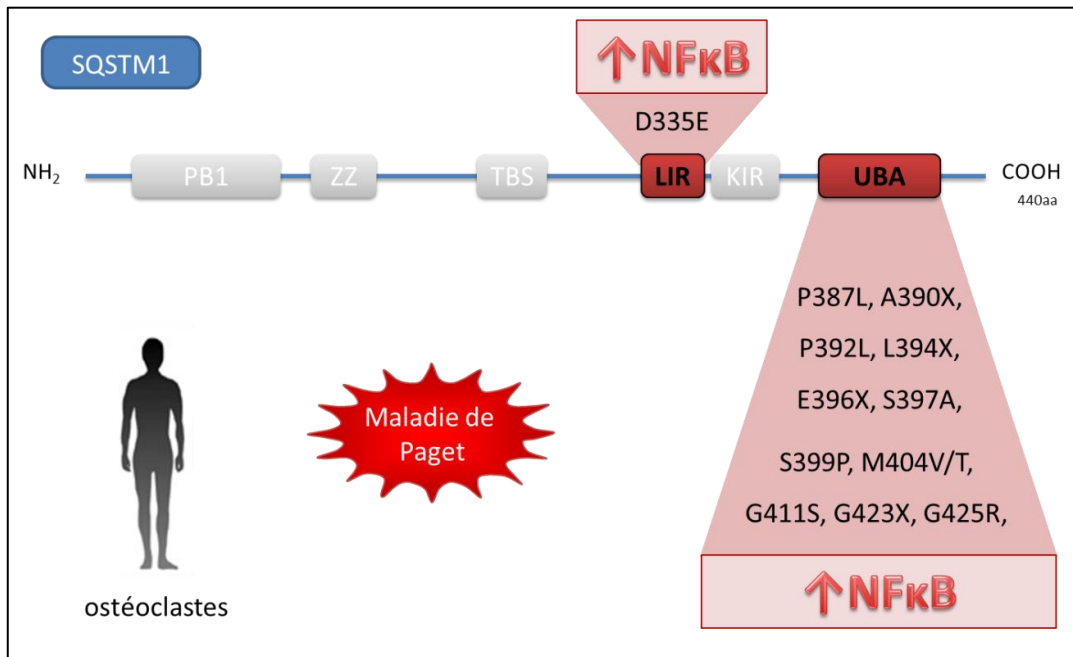 SQSTM1
↑NFκB
D335E
NH₂
PB1
ZZ
TBS
LIR
KIR
UBA
COOH
440aa
P387L, A390X,
P392L, L394X,
E396X, S397A,
S399P, M404V/T,
G411S, G423X, G425R,
↑NFκB
Maladie de
Paget
ostéoclastes